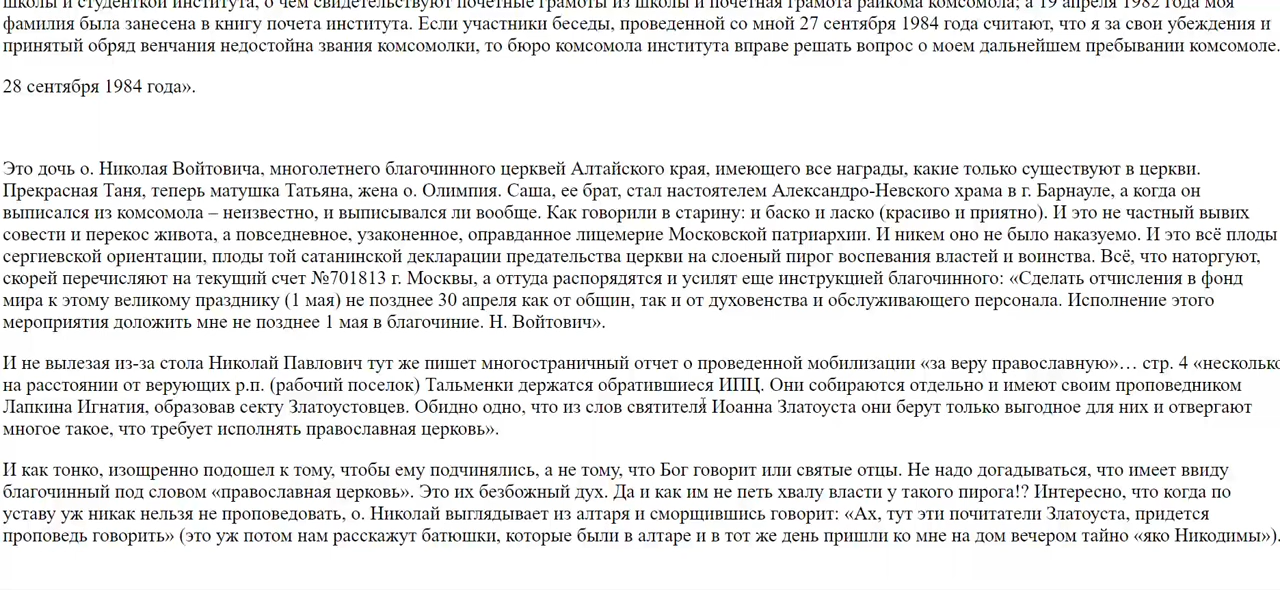 школы и студенткой института, о чем свидетельствуют почетные грамоты из школы и почетная грамота райкома комсомола; а 19 апреля 1982 года моя
фамилия была занесена в книгу почета института. Если участники беседы, проведенной со мной 27 сентября 1984 года считают, что я за свои убеждения и
принятый обряд венчания недостойна звания комсомолки, то бюро комсомола института вправе решать вопрос о моем дальнейшем пребывании комсомоле.
28 сентября 1984 года».
Это дочь о. Николая Войтовича, многолетнего благочинного церквей Алтайского края, имеющего все награды, какие только существуют в церкви.
Прекрасная Таня, теперь матушка Татьяна, жена о. Олимпия. Саша, ее брат, стал настоятелем Александро-Невского храма в г. Барнауле, а когда он
выписался из комсомола – неизвестно, и выписывался ли вообще. Как говорили в старину: и баско и ласко (красиво и приятно). И это не частный вывих
совести и перекос живота, а повседневное, узаконенное, оправданное лицемерие Московской патриархии. И никем оно не было наказуемо. И это всё плоды
сергиевской ориентации, плоды той сатанинской декларации предательства церкви на слоеный пирог воспевания властей и воинства. Всё, что наторгуют,
скорей перечисляют на текущий счет №701813 г. Москвы, а оттуда распорядятся и усилят еще инструкцией благочинного: «Сделать отчисления в фонд
мира к этому великому празднику (1 мая) не позднее 30 апреля как от общин, так и от духовенства и обслуживающего персонала. Исполнение этого
мероприятия доложить мне не позднее 1 мая в благочиние. Н. Войтович».
И не вылезая из-за стола Николай Павлович тут же пишет многостраничный отчет о проведенной мобилизации «за веру православную»… стр. 4 «несколько
на расстоянии от верующих р.п. (рабочий поселок) Тальменки держатся обратившиеся ИПЦ. Они собираются отдельно и имеют своим проповедником
Лапкина Игнатия, образовав секту Златоустовцев. Обидно одно, что из слов святителя Иоанна Златоуста они берут только выгодное для них и отвергают
многое такое, что требует исполнять православная церковь».
И как тонко, изощренно подошел к тому, чтобы ему подчинялись, а не тому, что Бог говорит или святые отцы. Не надо догадываться, что имеет ввиду
благочинный под словом «православная церковь». Это их безбожный дух. Да и как им не петь хвалу власти у такого пирога!? Интересно, что когда по
уставу уж никак нельзя не проповедовать, о. Николай выглядывает из алтаря и сморщившись говорит: «Ах, тут эти почитатели Златоуста, придется
проповедь говорить» (это уж потом нам расскажут батюшки, которые были в алтаре и в тот же день пришли ко мне на дом вечером тайно «яко Никодимы»).